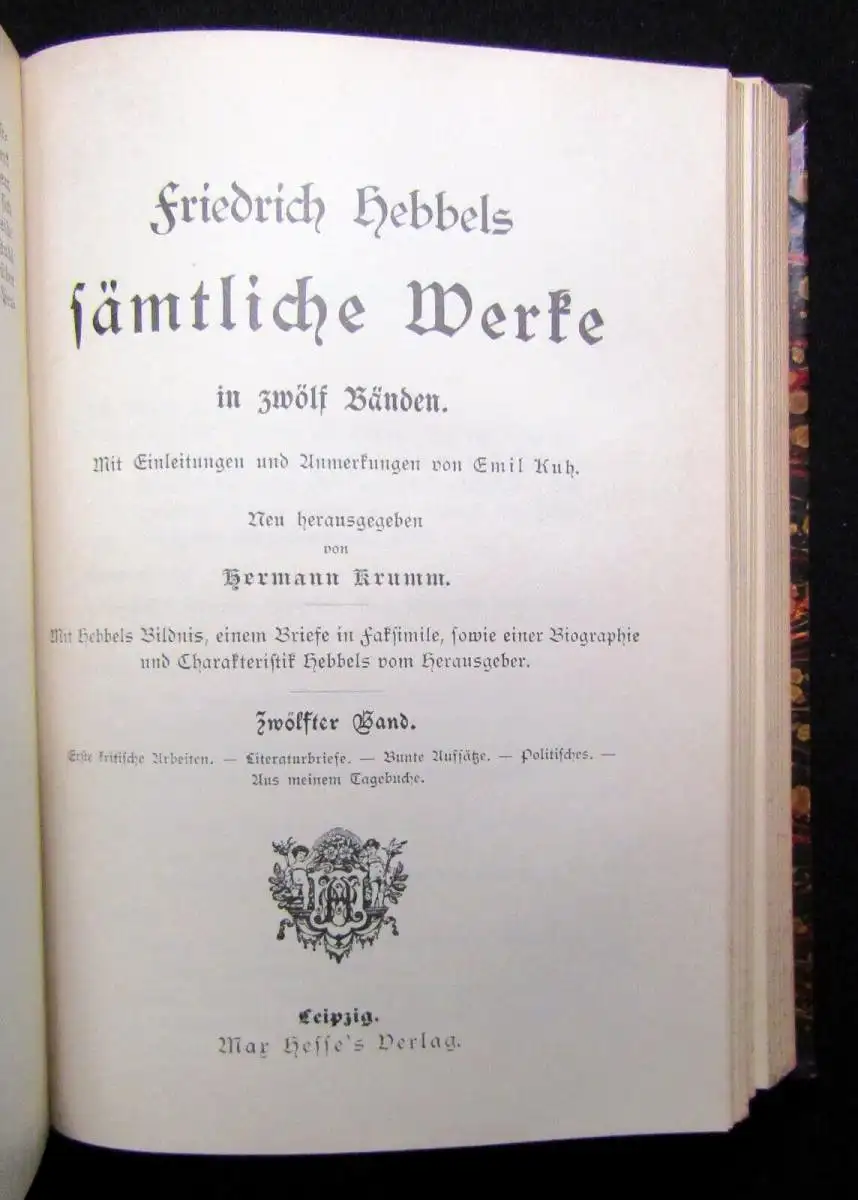 Friedrich Hebbels
sämtliche Werke
in zwölf Bänden.
Mit Einleitungen und Anmerkungen von Emil Kuh.
Neu herausgegeben
von
Hermann Krumm.
Mit Hebbels Bildnis, einem Briefe in Faksimile, sowie einer Biographie
und Charakteristik Hebbels vom Herausgeber.
Zwölfter Band.
Erste kritische Arbeiten. — Literaturbriefe. — Bunte Aufsätze. — Politisches. —
Aus meinem Tagebuche.
Leipzig.
Max Hesse's Verlag.